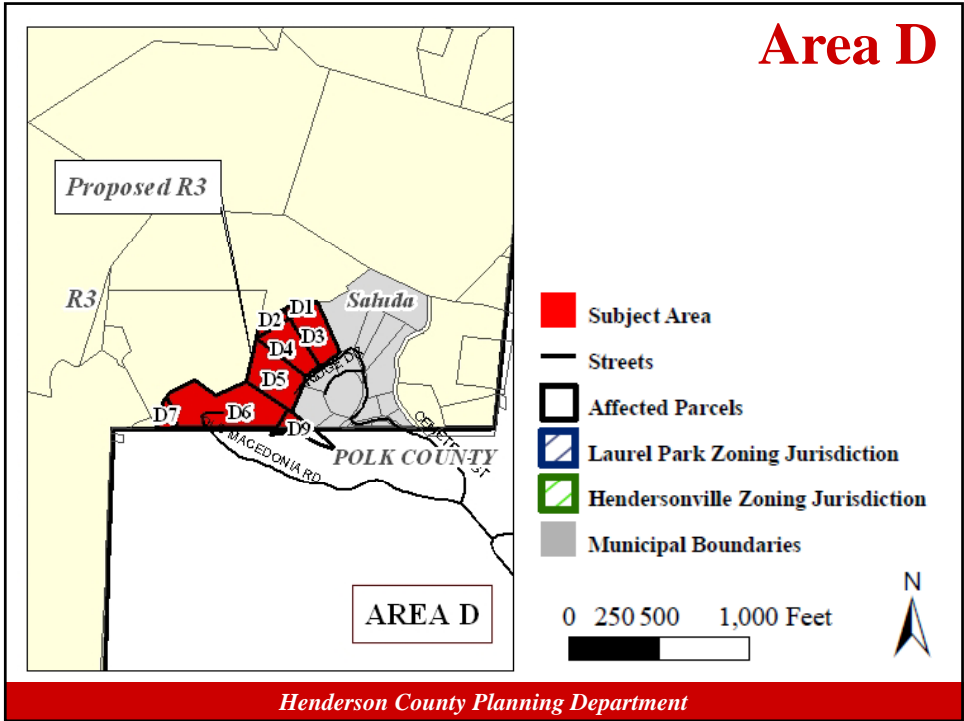 Area D
Proposed R3
R3
Saluda
D1
D2
D3
D4
D5
D6
D7
D9
MACEDONIA RD
POLK COUNTY
AREA D
Subject Area
Streets
Affected Parcels
Laurel Park Zoning Jurisdiction
Hendersonville Zoning Jurisdiction
Municipal Boundaries
N
0 250 500 1,000 Feet
Henderson County Planning Department